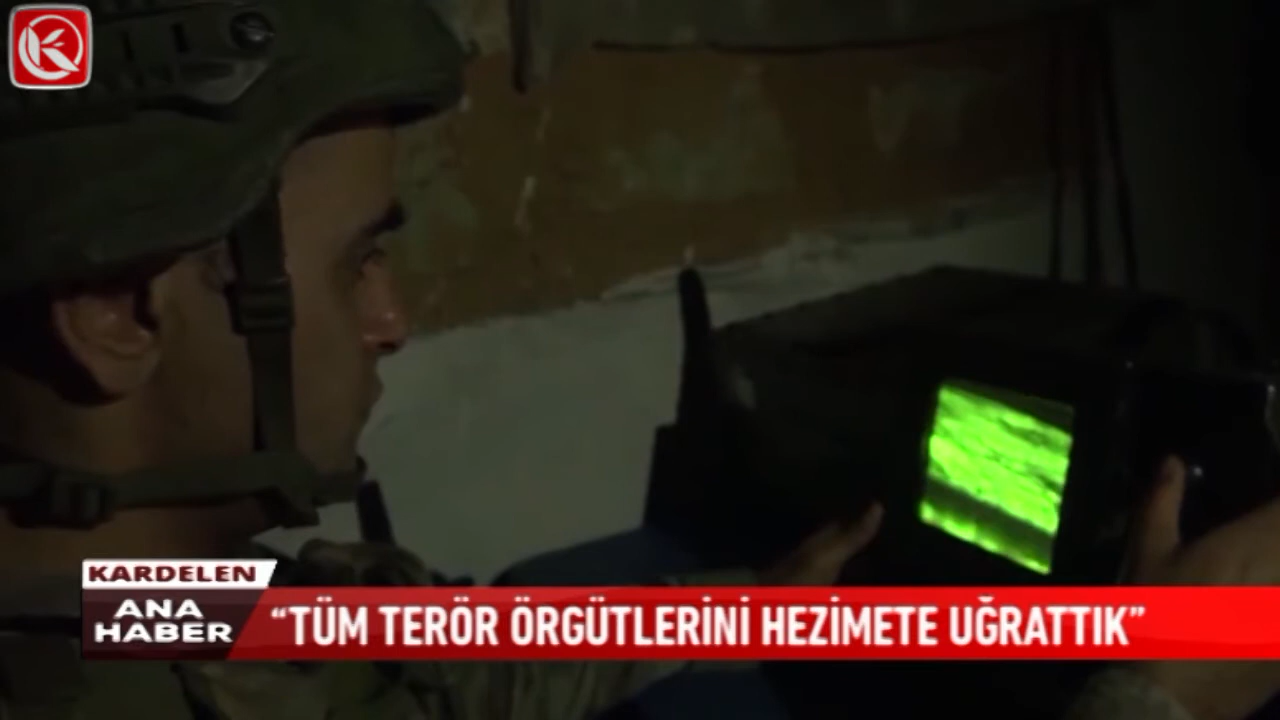 KARDELEN
ANA
HABER
“TÜM TERÖR ÖRGÜTLERİNİ HEZİMETE UĞRATTIK”